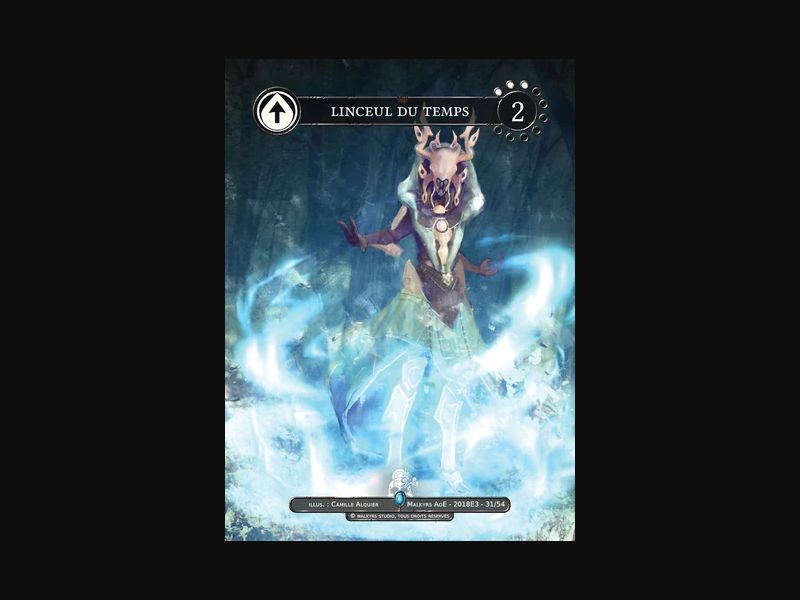 LINCEUL DU TEMPS
2
ILLUS. : CAMILLE ALQUIER
MALKYRS AOE - 2018E3 - 31/54
© MALKYRS STUDIO, TOUS DROITS RÉSERVÉS